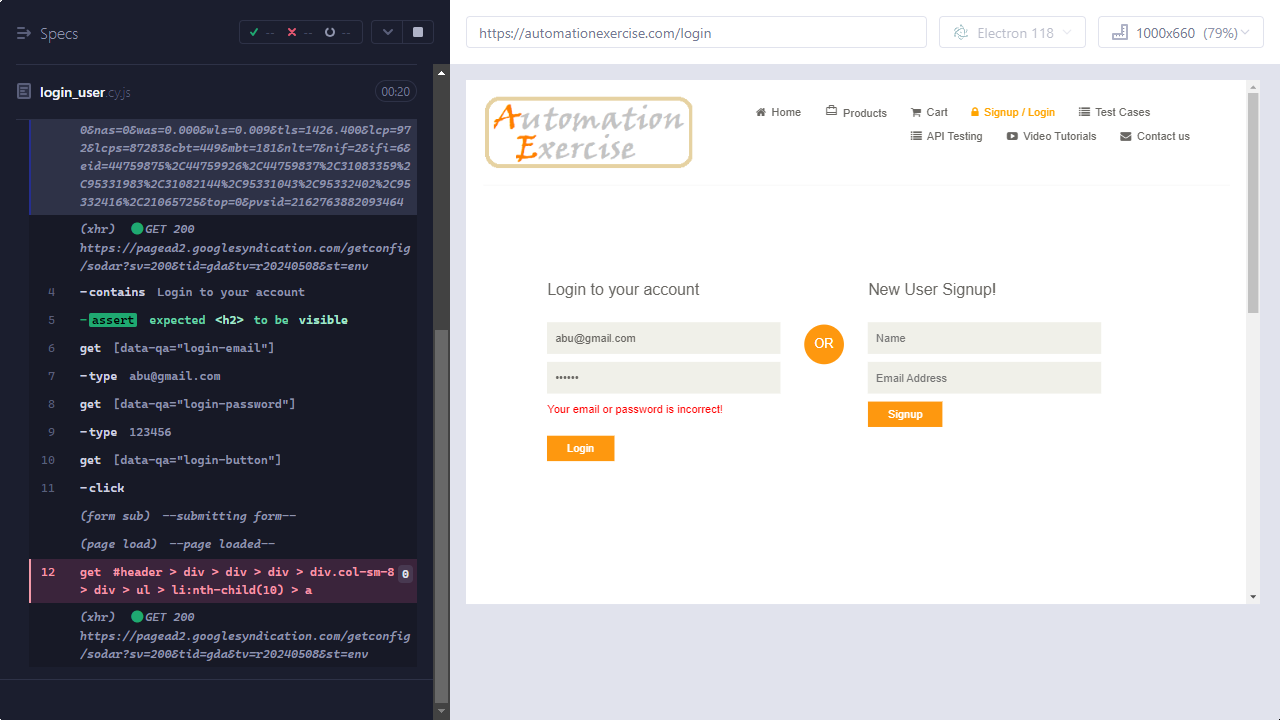 Specs
-- -- --
login_user.cy.js
00:20
0&nas=0&was=0.000&wls=0.009&tls=1426.400&lcp=97
2&lcps=87283&cbt=449&mbt=181&nlt=7&nif=2&ifi=6&
eid=44759875%2C44759926%2C44759837%2C31083359%2
C95331983%2C31082144%2C95331043%2C95332402%2C95
332416%2C21065725&top=0&pvsid=2162763882093464
(xhr) GET 200
https://pagead2.googlesyndication.com/getconfig
/sodar?sv=200&tid=gda&tv=r20240508&st=env
4 -contains Login to your account
5 -assert expected <h2> to be visible
6 get [data-qa="login-email"]
7 -type abu@gmail.com
8 get [data-qa="login-password"]
9 -type 123456
10 get [data-qa="login-button"]
11 -click
(form sub) --submitting form--
(page load) --page loaded--
12 get #header > div > div > div > div.col-sm-8
> div > ul > li:nth-child(10) > a
0
(xhr) GET 200
https://pagead2.googlesyndication.com/getconfig
/sodar?sv=200&tid=gda&tv=r20240508&st=env
https://automationexercise.com/login
Electron 118
1000x660 (79%)
Automation
Exercise
Home
Products
Cart
Signup / Login
Test Cases
API Testing
Video Tutorials
Contact us
Login to your account
abu@gmail.com
••••••
Your email or password is incorrect!
Login
OR
New User Signup!
Name
Email Address
Signup